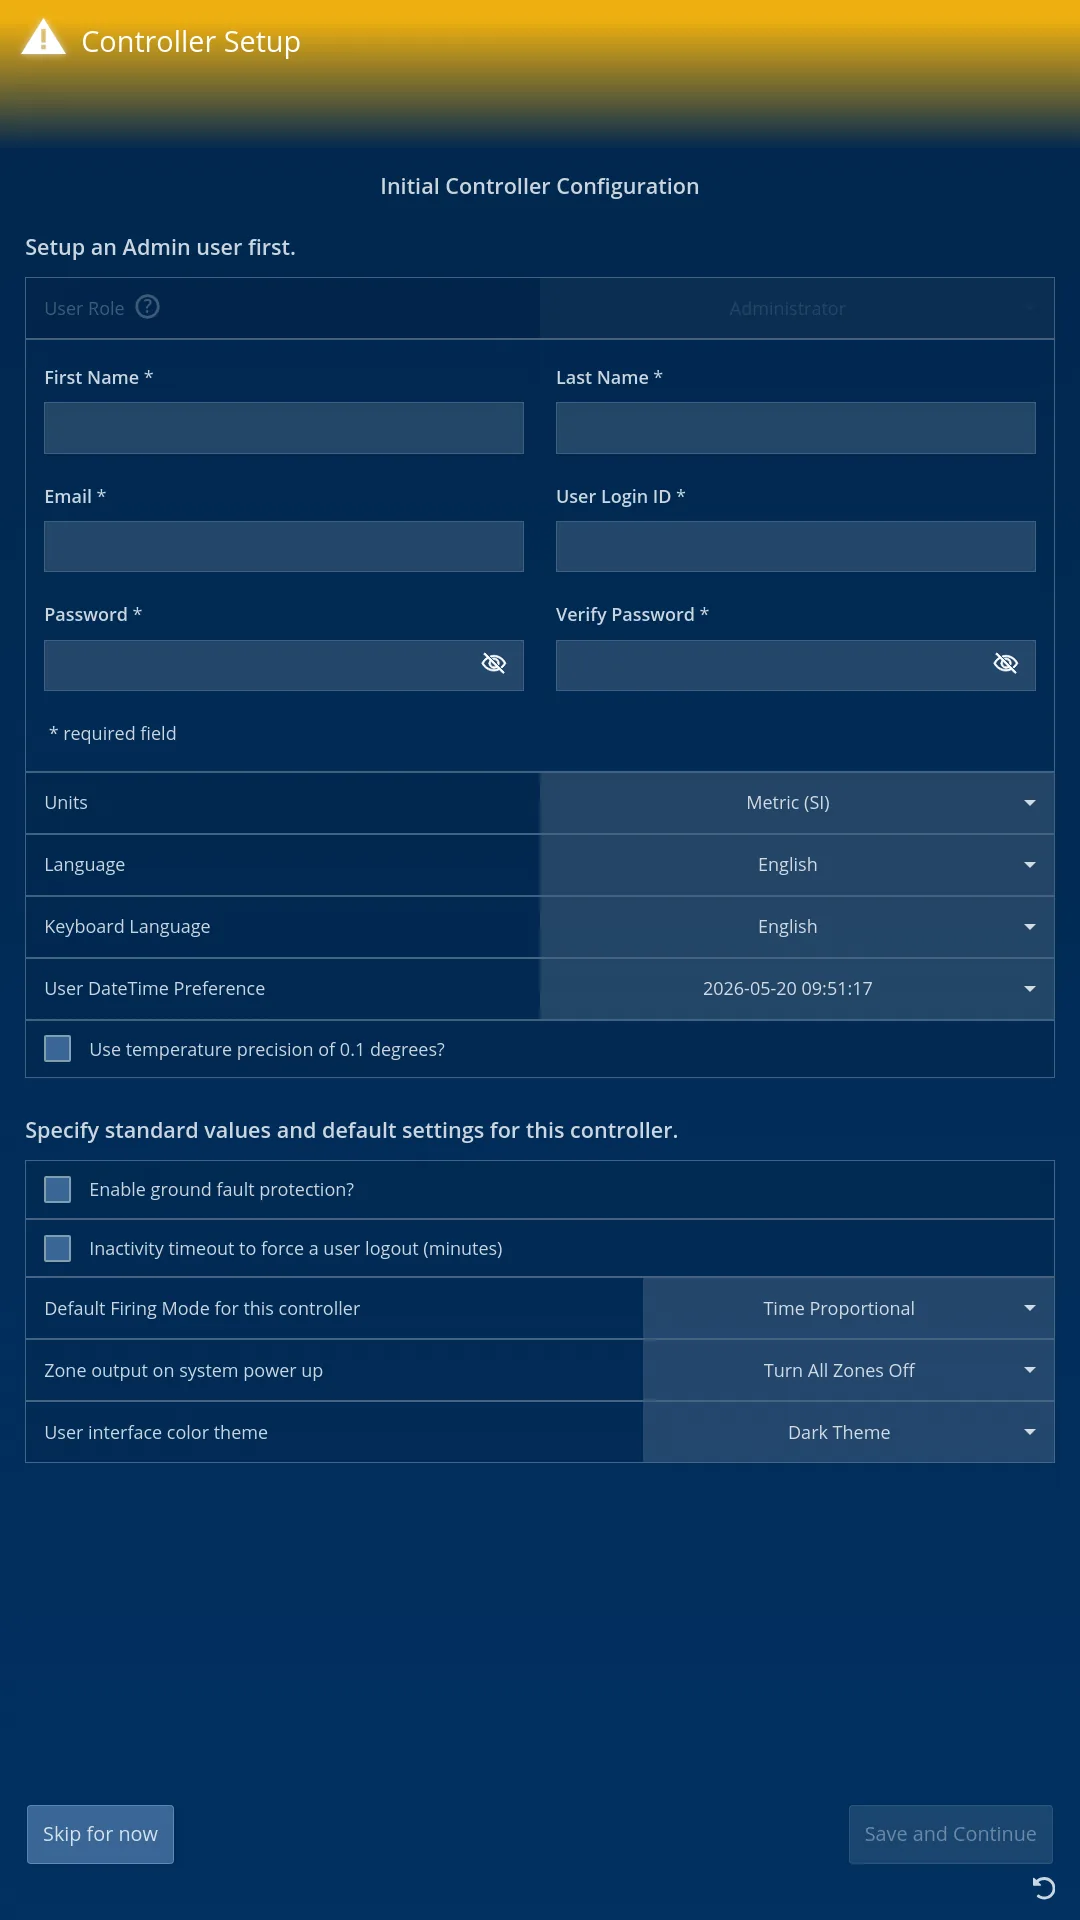 Controller Setup
Initial Controller Configuration
Setup an Admin user first.
User Role ? Administrator
First Name * Last Name *
Email * User Login ID *
Password * Verify Password *
* required field
Units Metric (SI)
Language English
Keyboard Language English
User DateTime Preference 2026-05-20 09:51:17
Use temperature precision of 0.1 degrees?
Specify standard values and default settings for this controller.
Enable ground fault protection?
Inactivity timeout to force a user logout (minutes)
Default Firing Mode for this controller Time Proportional
Zone output on system power up Turn All Zones Off
User interface color theme Dark Theme
Skip for now Save and Continue